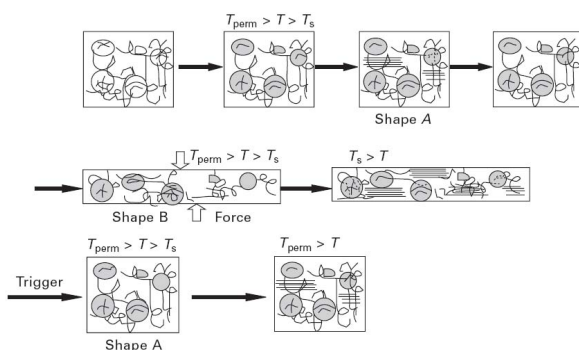 T_perm > T > T_s
Shape A
T_perm > T > T_s
T_s > T
Shape B
Force
T_perm > T > T_s
T_perm > T
Trigger
Shape A